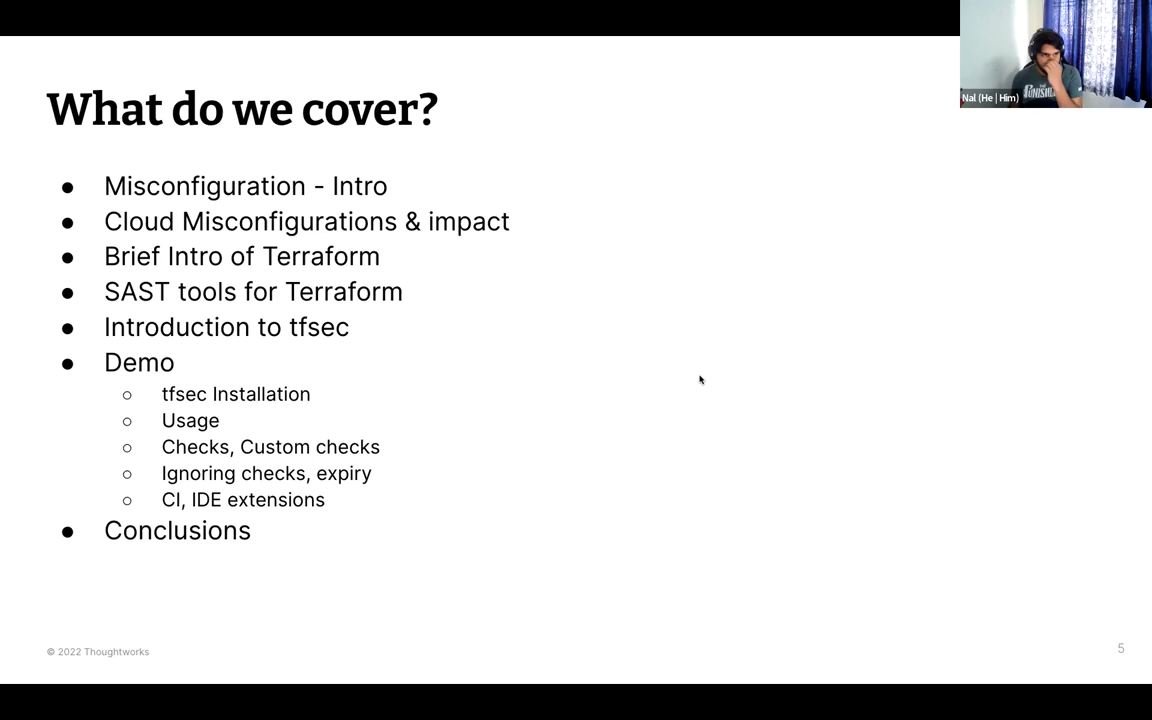 What do we cover?
● Misconfiguration - Intro
● Cloud Misconfigurations & impact
● Brief Intro of Terraform
● SAST tools for Terraform
● Introduction to tfsec
● Demo
○ tfsec Installation
○ Usage
○ Checks, Custom checks
○ Ignoring checks, expiry
○ CI, IDE extensions
● Conclusions
© 2022 Thoughtworks
5
THE
PUNISHER
Nal (He | Him)